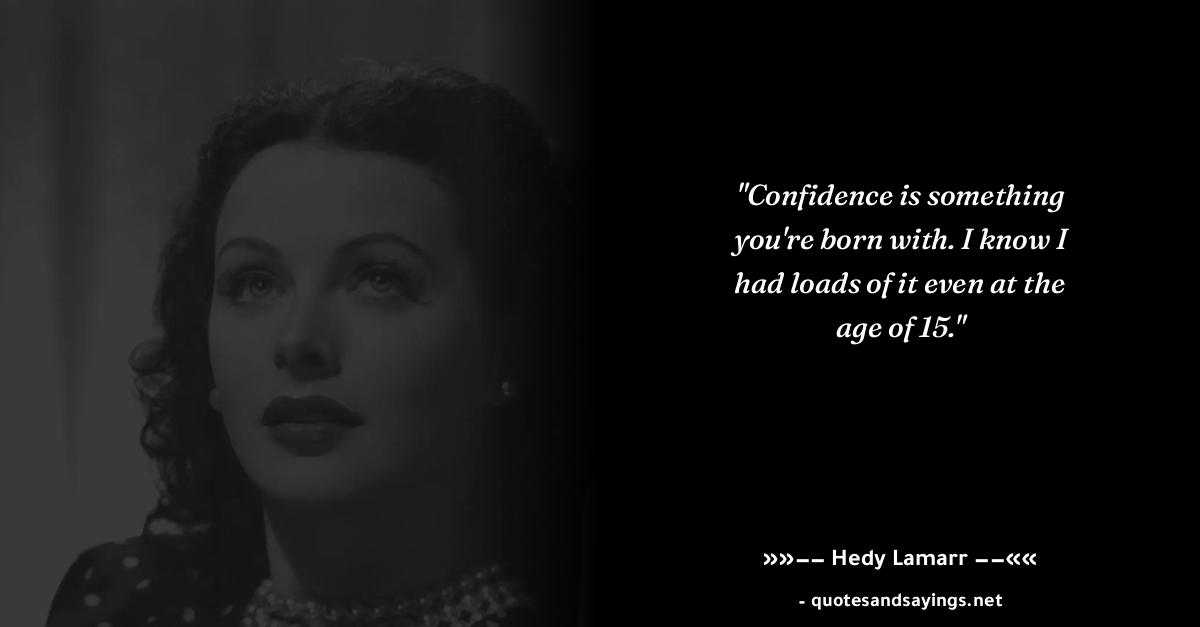 "Confidence is something
you're born with. I know I
had loads of it even at the
age of 15."
»»–– Hedy Lamarr ––««
- quotesandsayings.net